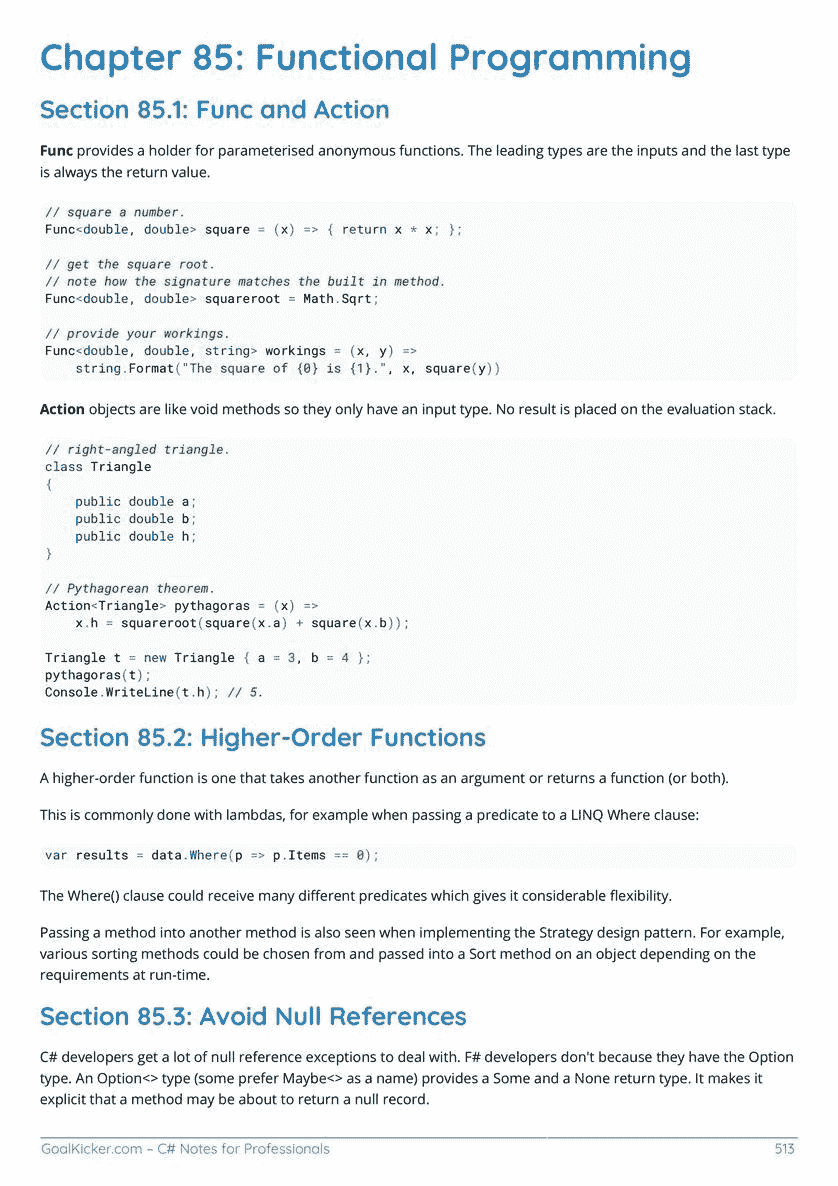 Chapter 85: Functional Programming
Section 85.1: Func and Action
Func provides a holder for parameterised anonymous functions. The leading types are the inputs and the last type
is always the return value.
// square a number.
Func<double, double> square = (x) => { return x * x; };
// get the square root.
// note how the signature matches the built in method.
Func<double, double> squareroot = Math.Sqrt;
// provide your workings.
Func<double, double, string> workings = (x, y) =>
    string.Format("The square of {0} is {1}.", x, square(y))
Action objects are like void methods so they only have an input type. No result is placed on the evaluation stack.
// right-angled triangle.
class Triangle
{
    public double a;
    public double b;
    public double h;
}
// Pythagorean theorem.
Action<Triangle> pythagoras = (x) =>
    x.h = squareroot(square(x.a) + square(x.b));
Triangle t = new Triangle { a = 3, b = 4 };
pythagoras(t);
Console.WriteLine(t.h); // 5.
Section 85.2: Higher-Order Functions
A higher-order function is one that takes another function as an argument or returns a function (or both).
This is commonly done with lambdas, for example when passing a predicate to a LINQ Where clause:
var results = data.Where(p => p.Items == 0);
The Where() clause could receive many different predicates which gives it considerable flexibility.
Passing a method into another method is also seen when implementing the Strategy design pattern. For example,
various sorting methods could be chosen from and passed into a Sort method on an object depending on the
requirements at run-time.
Section 85.3: Avoid Null References
C# developers get a lot of null reference exceptions to deal with. F# developers don't because they have the Option
type. An Option<> type (some prefer Maybe<> as a name) provides a Some and a None return type. It makes it
explicit that a method may be about to return a null record.
GoalKicker.com – C# Notes for Professionals
513